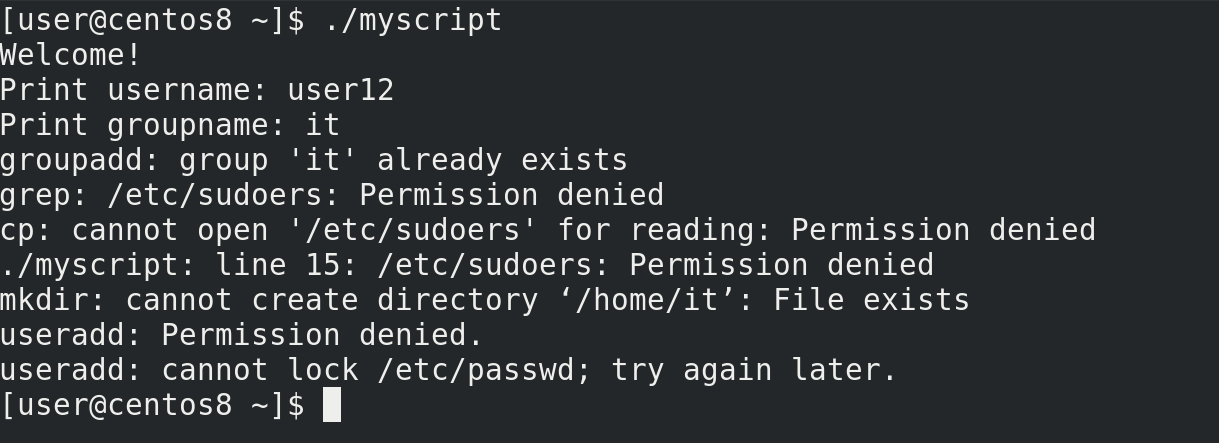 [user@centos8 ~]$ ./myscript
Welcome!
Print username: user12
Print groupname: it
groupadd: group 'it' already exists
grep: /etc/sudoers: Permission denied
cp: cannot open '/etc/sudoers' for reading: Permission denied
./myscript: line 15: /etc/sudoers: Permission denied
mkdir: cannot create directory ‘/home/it’: File exists
useradd: Permission denied.
useradd: cannot lock /etc/passwd; try again later.
[user@centos8 ~]$